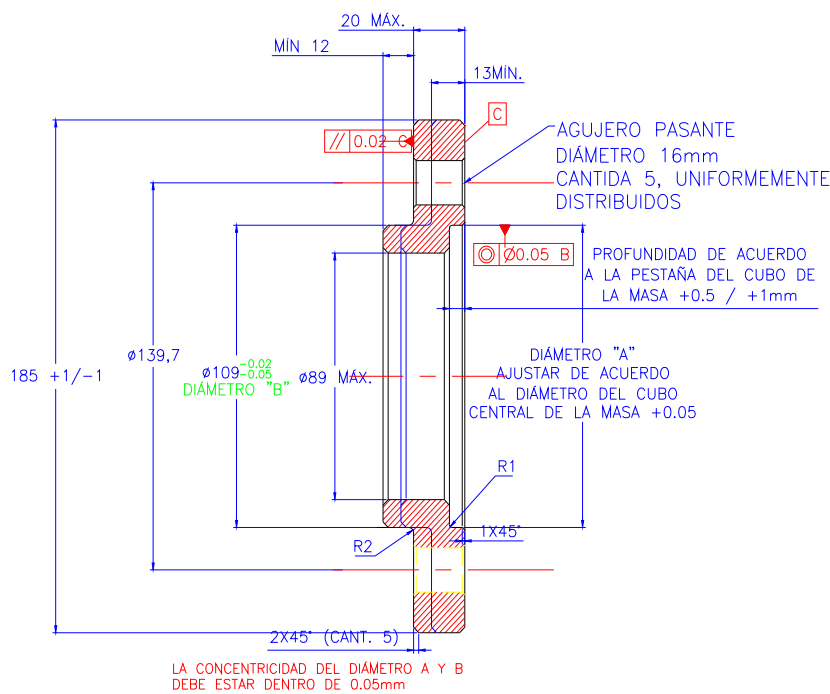 20 MÁX.
MÍN 12
13MÍN.
C
// 0.02 C
AGUJERO PASANTE
DIÁMETRO 16mm
CANTIDA 5, UNIFORMEMENTE
DISTRIBUIDOS
◎ Ø0.05 B
PROFUNDIDAD DE ACUERDO
A LA PESTAÑA DEL CUBO DE
LA MASA +0.5 / +1mm
185 +1/-1
ø139,7
ø109 -0.02
-0.05
DIÁMETRO "B"
ø89 MÁX.
DIÁMETRO "A"
AJUSTAR DE ACUERDO
AL DIÁMETRO DEL CUBO
CENTRAL DE LA MASA +0.05
R1
R2
1X45°
2X45° (CANT. 5)
LA CONCENTRICIDAD DEL DIÁMETRO A Y B
DEBE ESTAR DENTRO DE 0.05mm